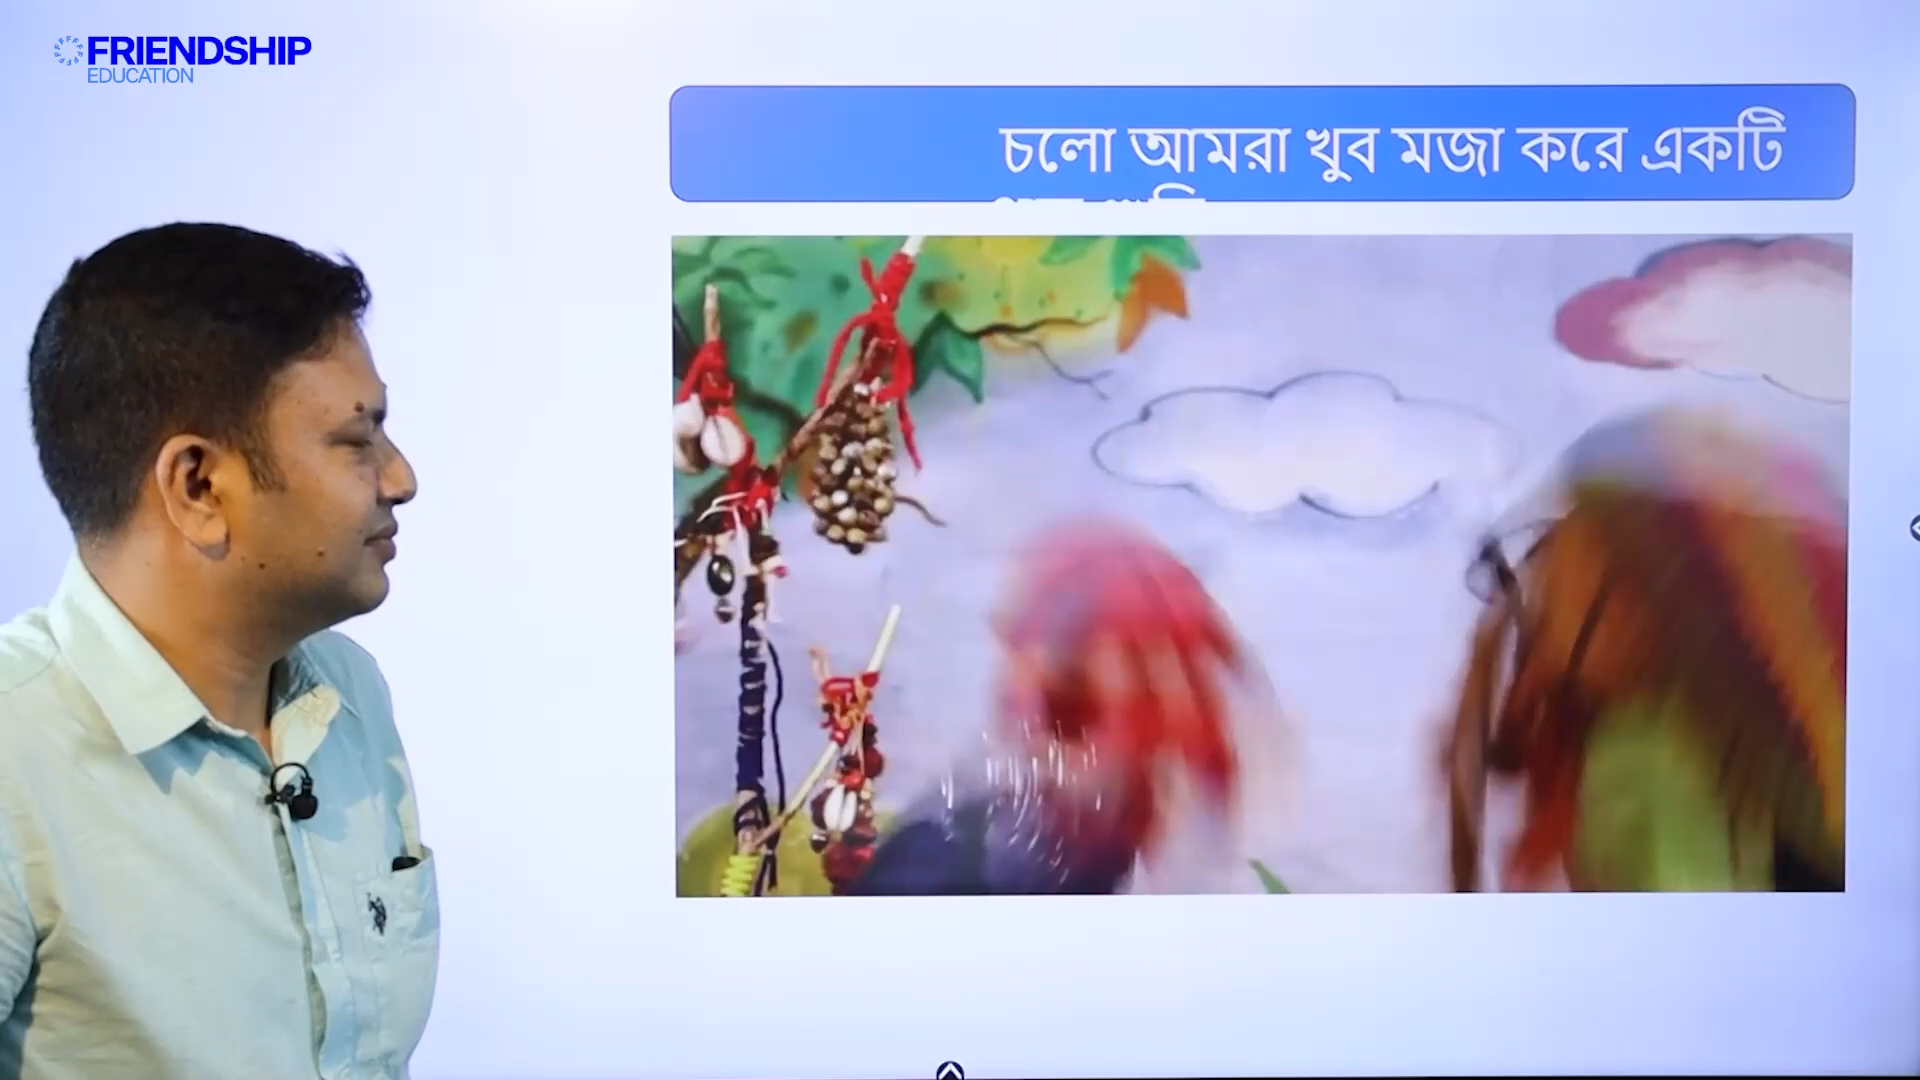 FRIENDSHIP
EDUCATION
চলো আমরা খুব মজা করে একটি